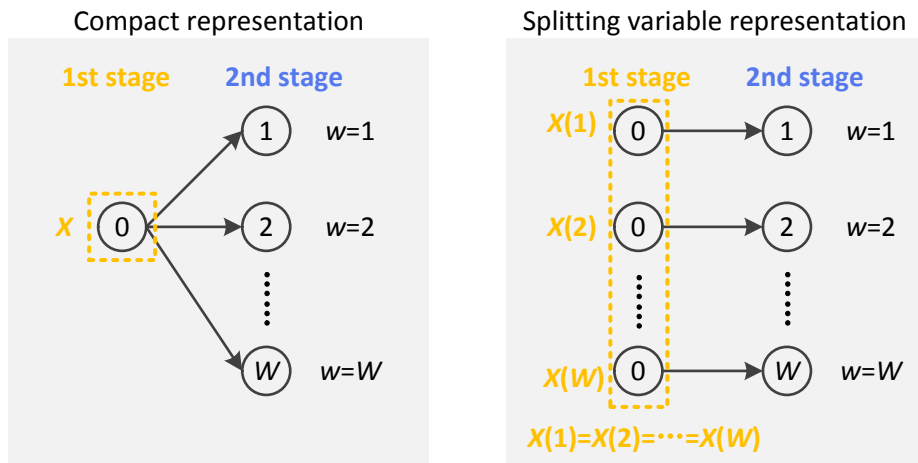 Compact representation
1st stage 2nd stage
1 w=1
X 0 2 w=2
W w=W
Splitting variable representation
1st stage 2nd stage
X(1) 0 1 w=1
X(2) 0 2 w=2
X(W) 0 W w=W
X(1)=X(2)=·····=X(W)